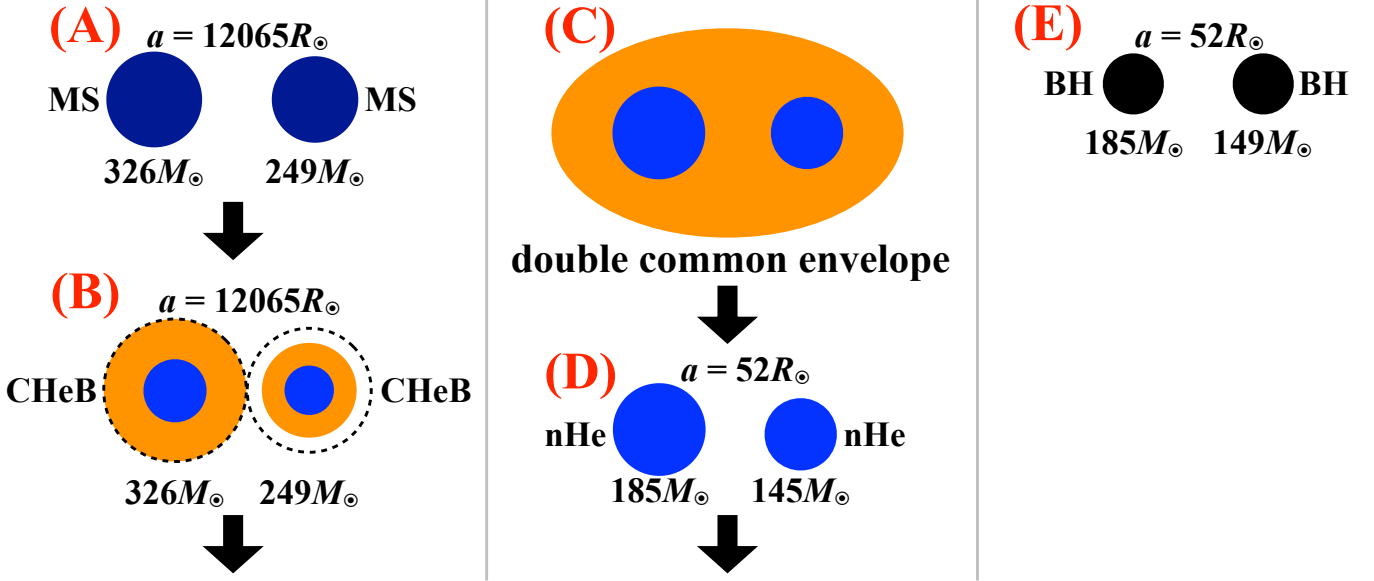 (A)
a = 12065R⊙
MS
MS
326M⊙ 249M⊙
(B)
a = 12065R⊙
CHeB
CHeB
326M⊙ 249M⊙
(C)
double common envelope
(D)
a = 52R⊙
nHe
nHe
185M⊙ 145M⊙
(E)
a = 52R⊙
BH
BH
185M⊙ 149M⊙